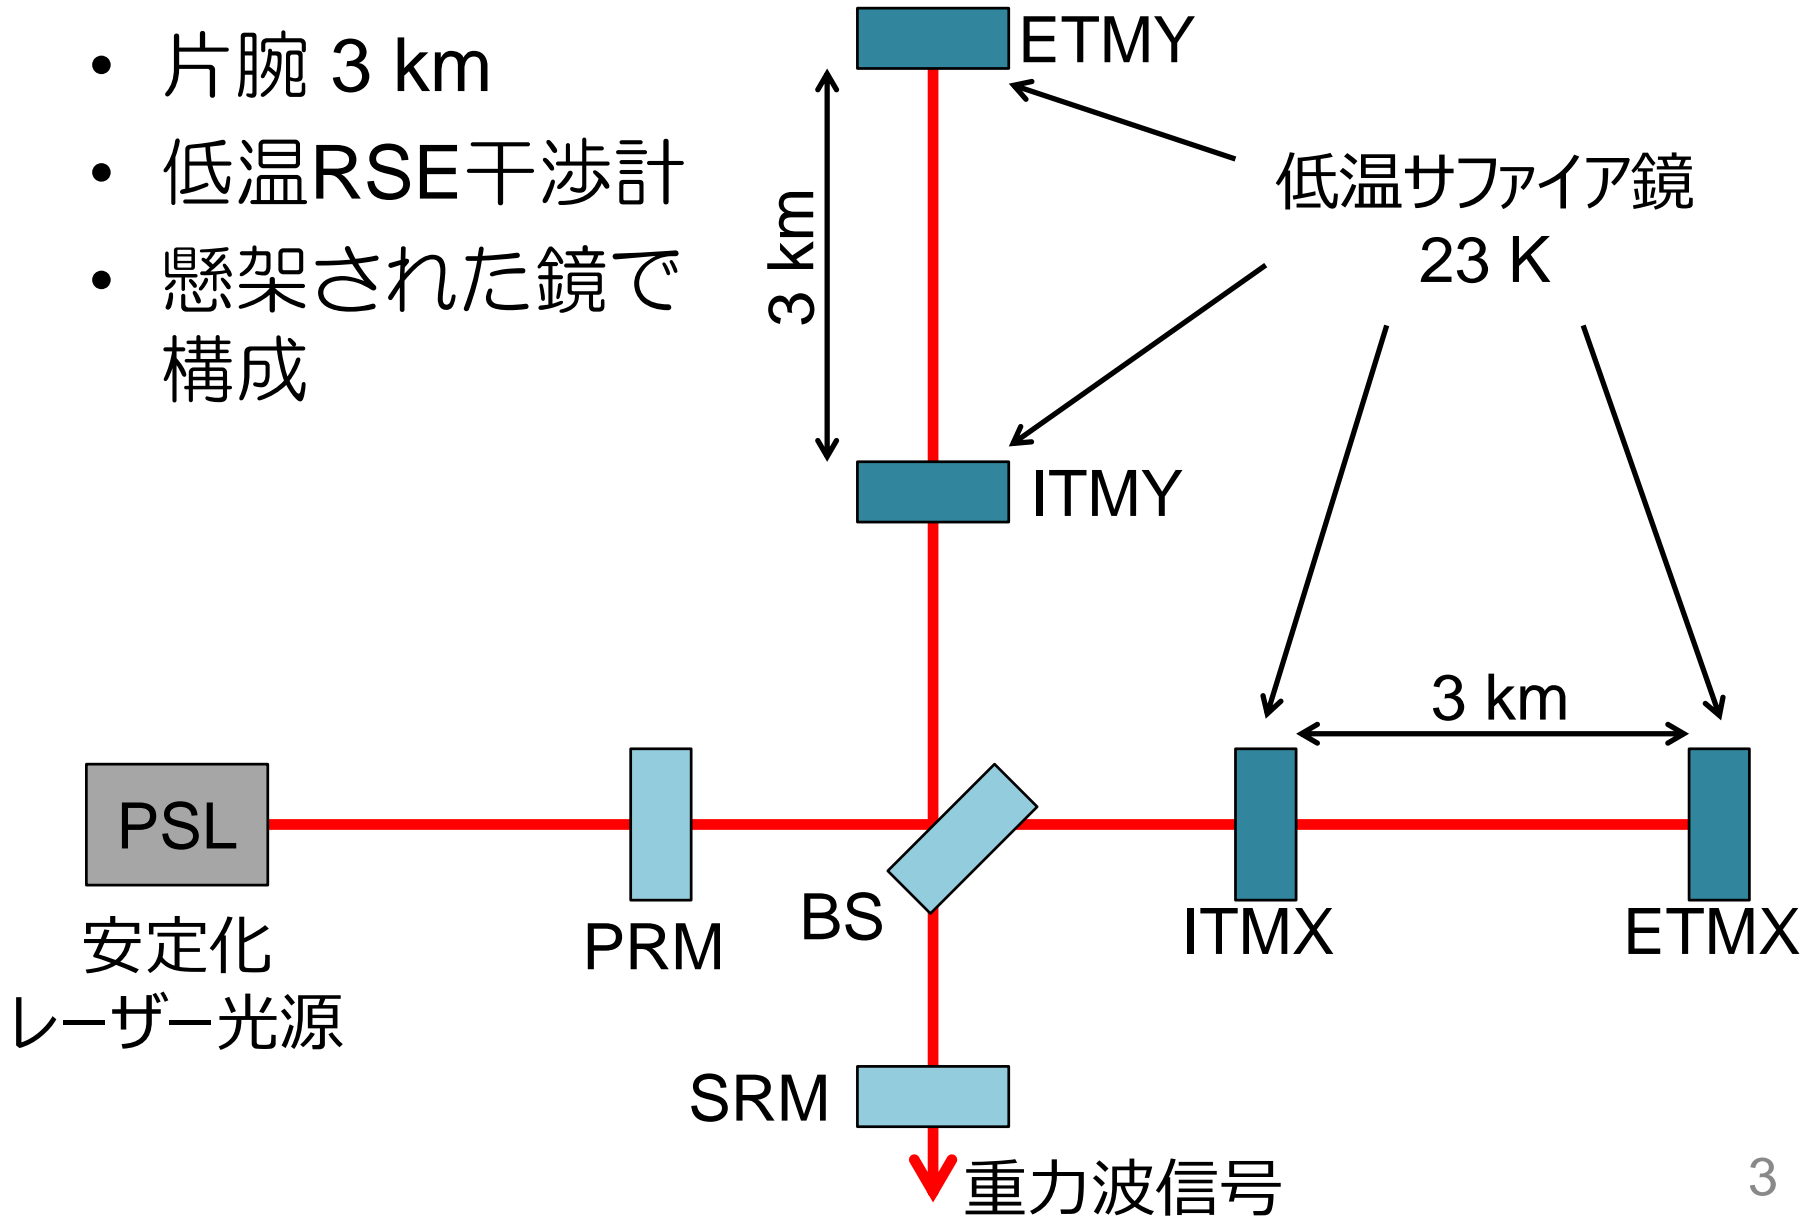 • 片腕 3 km
• 低温RSE干渉計
• 懸架された鏡で
構成
ETMY
3 km
低温サファイア鏡
23 K
ITMY
3 km
PSL
安定化
レーザー光源
PRM
BS
ITMX
ETMX
SRM
重力波信号
3